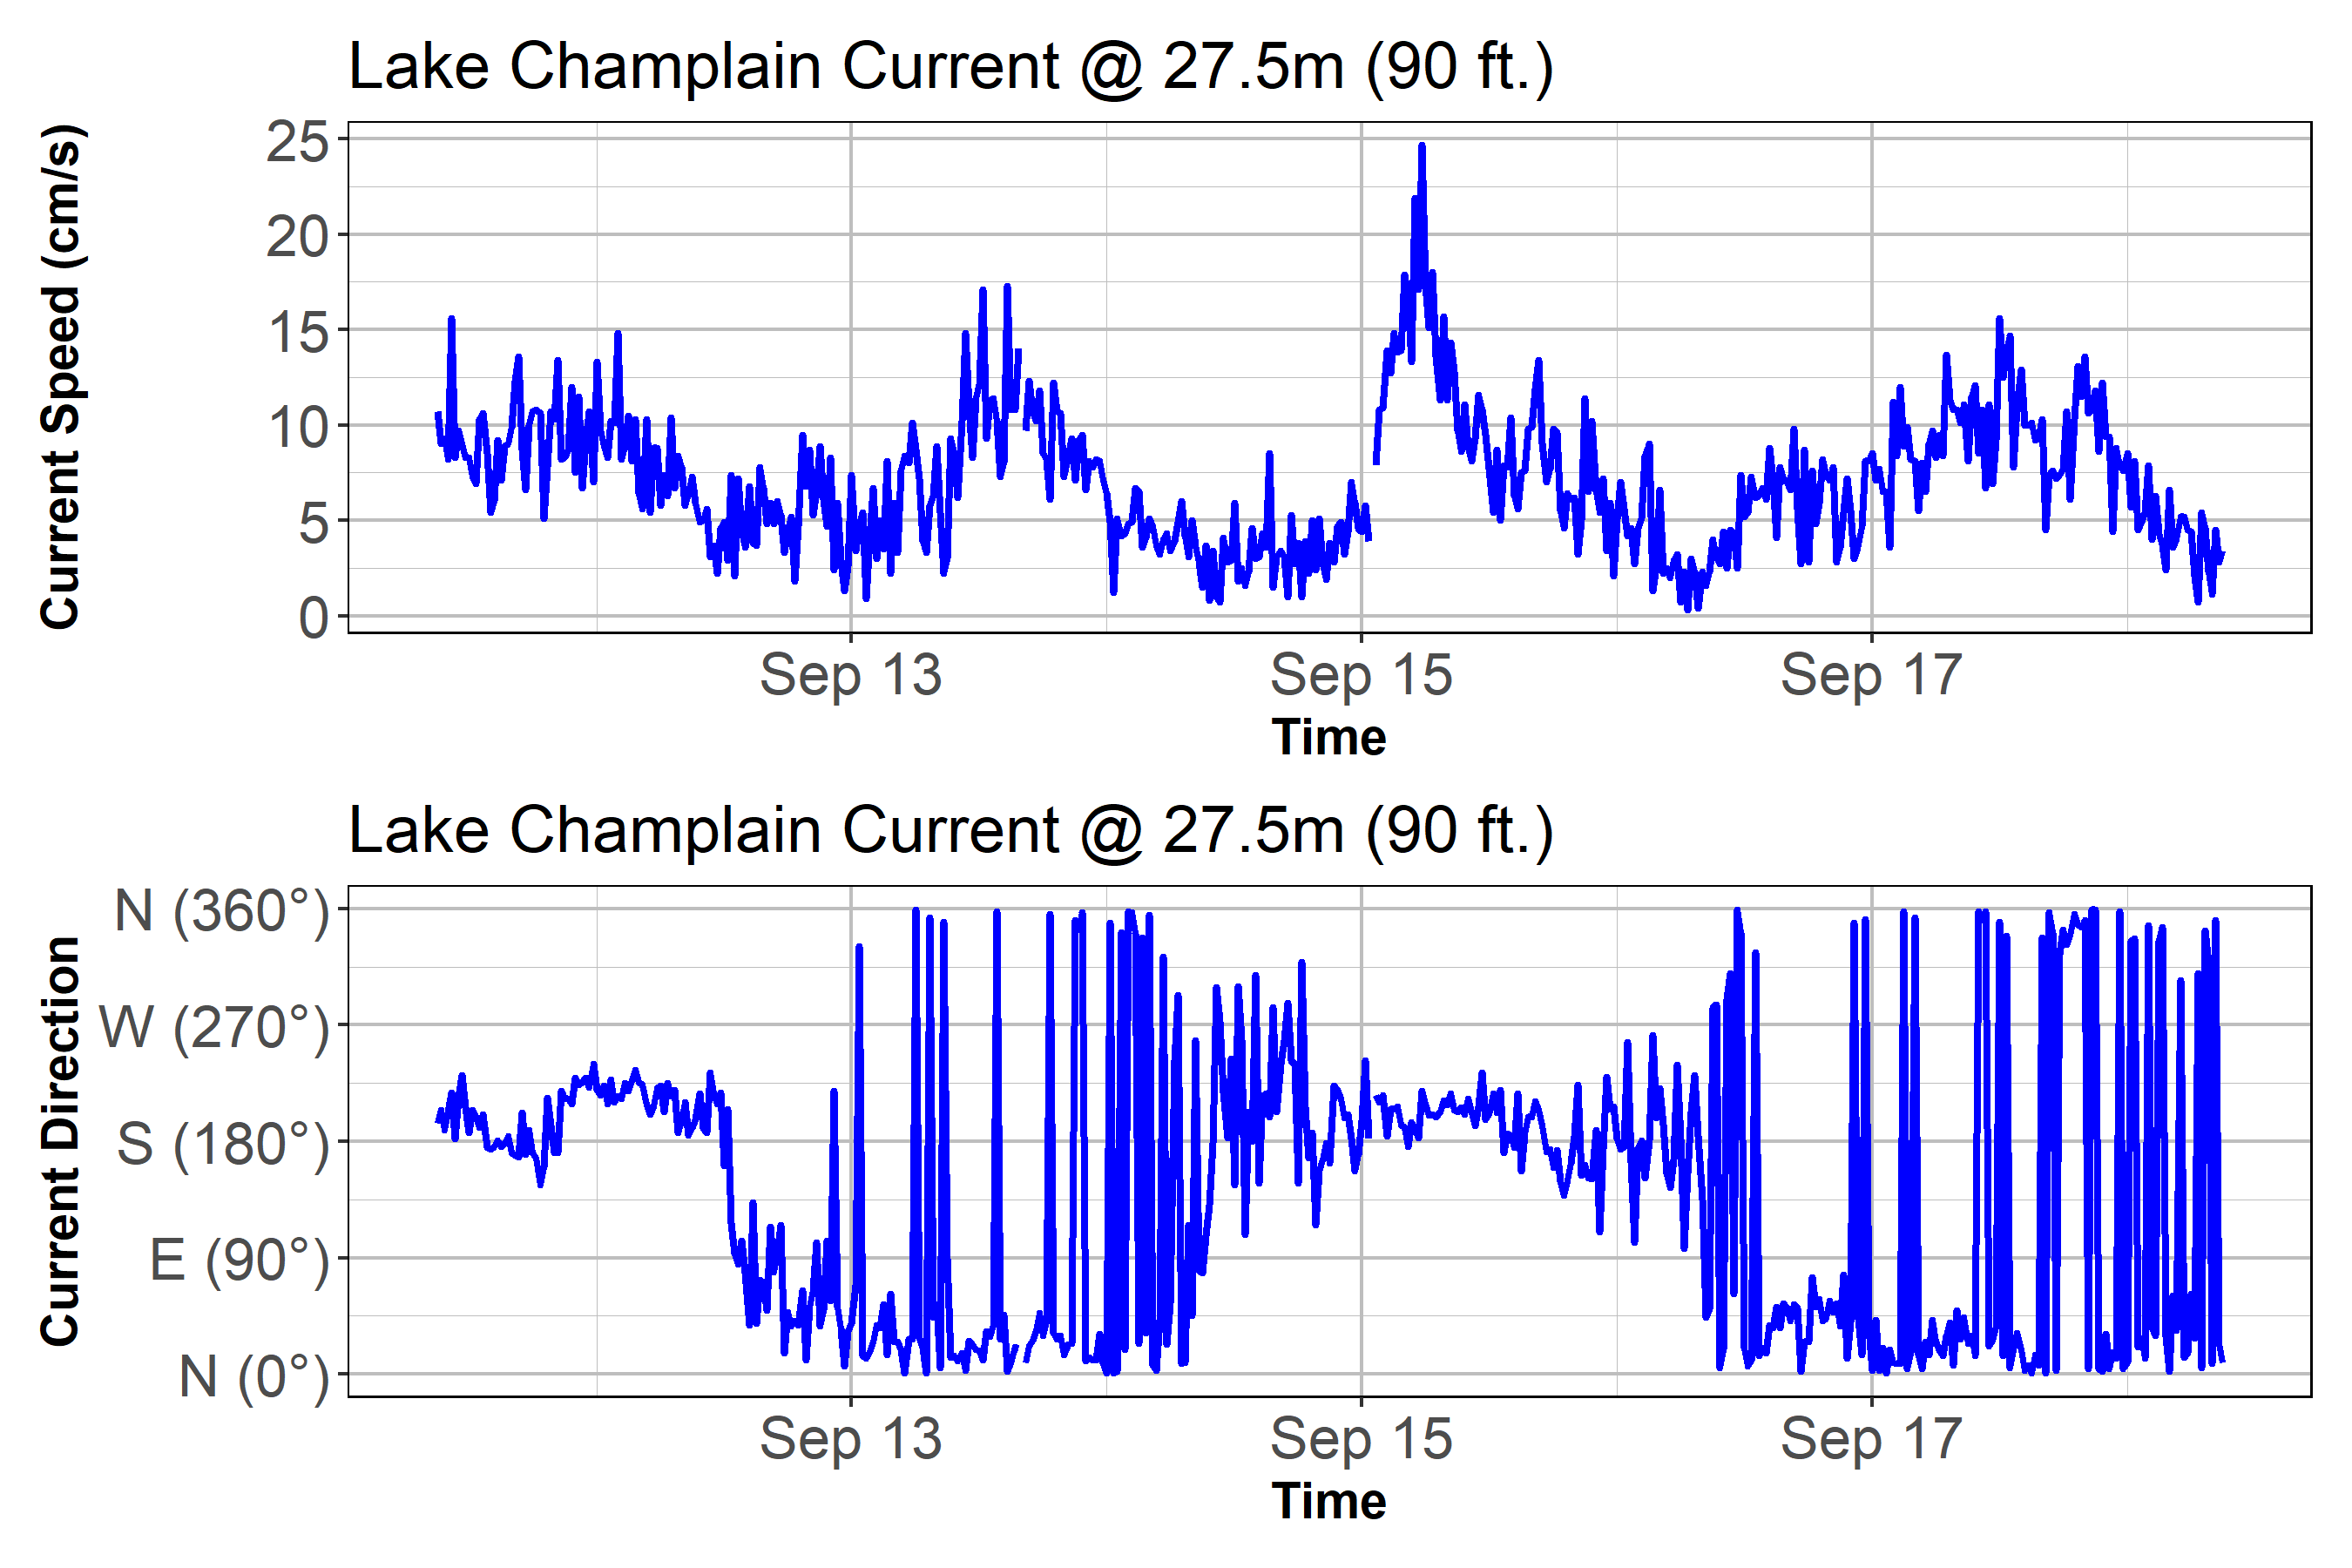 Lake Champlain Current @ 27.5m (90 ft.)
Current Speed (cm/s)
25
20
15
10
5
0
Sep 13
Sep 15
Sep 17
Time
Lake Champlain Current @ 27.5m (90 ft.)
Current Direction
N (360°)
W (270°)
S (180°)
E (90°)
N (0°)
Sep 13
Sep 15
Sep 17
Time